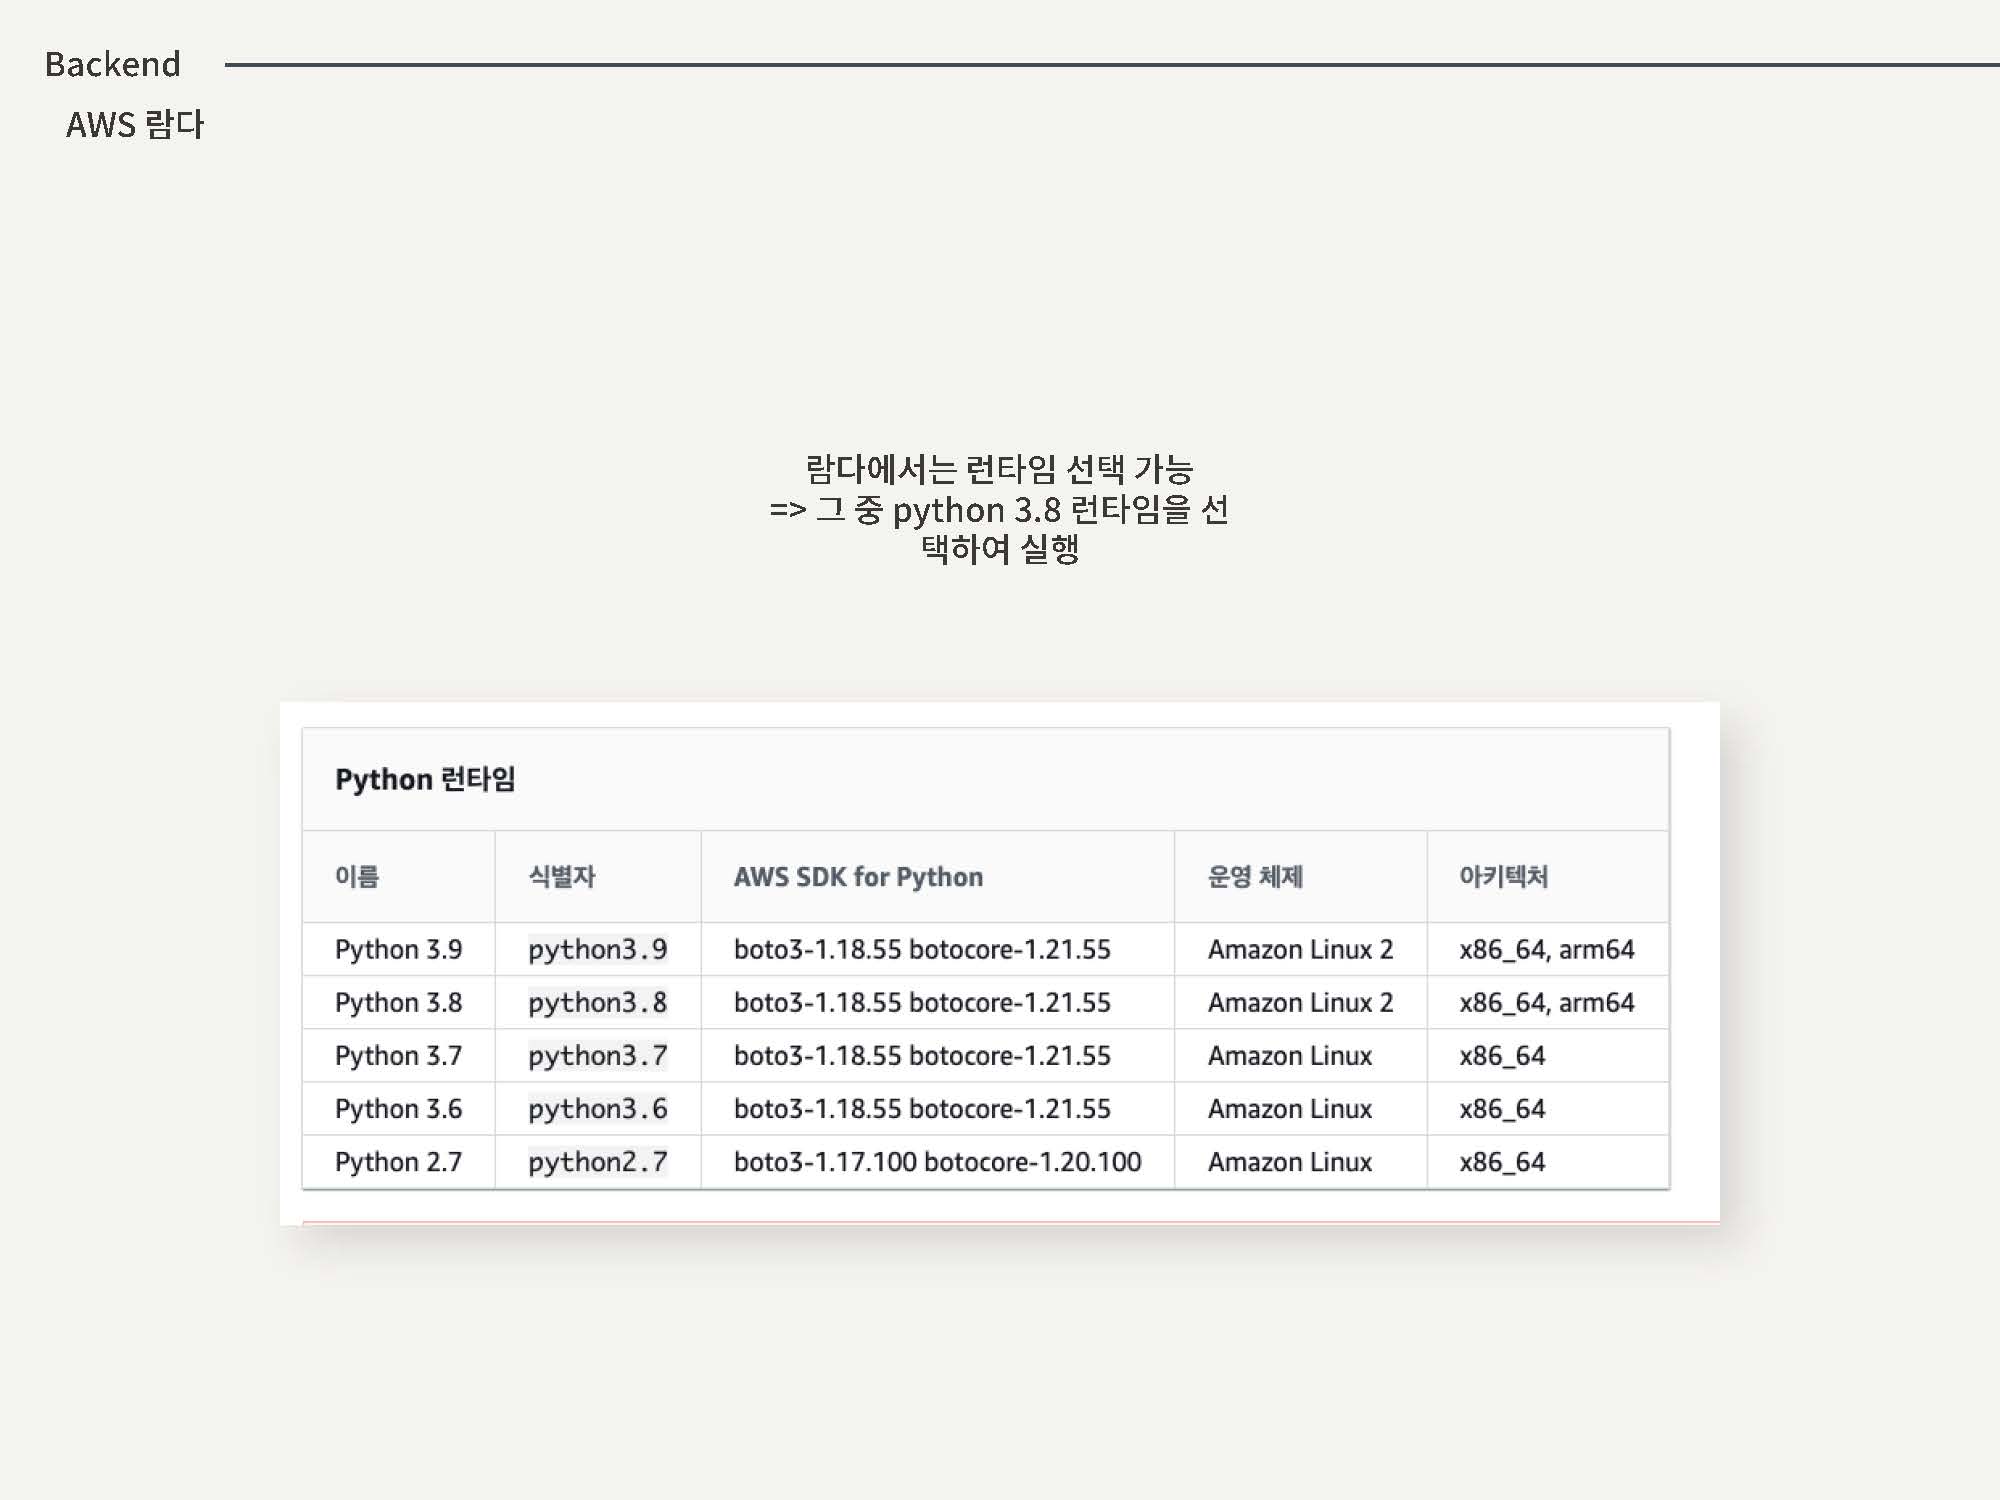 Backend
AWS 람다
람다에서는 런타임 선택 가능
=> 그 중 python 3.8 런타임을 선
택하여 실행
Python 런타임
이름 식별자 AWS SDK for Python 운영 체제 아키텍처
Python 3.9 python3.9 boto3-1.18.55 botocore-1.21.55 Amazon Linux 2 x86_64, arm64
Python 3.8 python3.8 boto3-1.18.55 botocore-1.21.55 Amazon Linux 2 x86_64, arm64
Python 3.7 python3.7 boto3-1.18.55 botocore-1.21.55 Amazon Linux x86_64
Python 3.6 python3.6 boto3-1.18.55 botocore-1.21.55 Amazon Linux x86_64
Python 2.7 python2.7 boto3-1.17.100 botocore-1.20.100 Amazon Linux x86_64